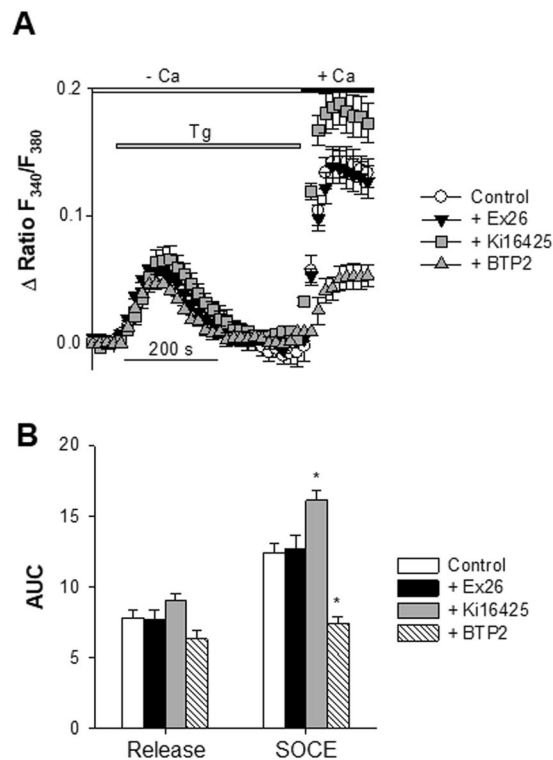 A
- Ca
+ Ca
0.2
Tg
0.1
0.0
200 s
Δ Ratio F340/F380
Control
+ Ex26
+ Ki16425
+ BTP2
B
20
15
10
5
0
AUC
*
*
Release
SOCE
Control
+ Ex26
+ Ki16425
+ BTP2